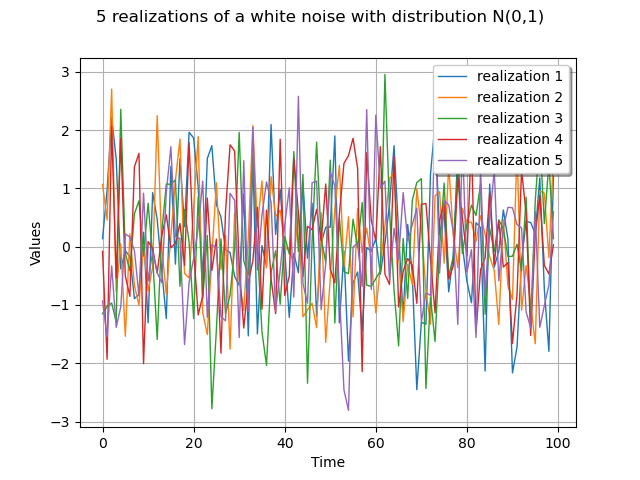 5 realizations of a white noise with distribution N(0,1)
realization 1
realization 2
realization 3
realization 4
realization 5
Values
3
2
1
0
−1
−2
−3
0
20
40
60
80
100
Time